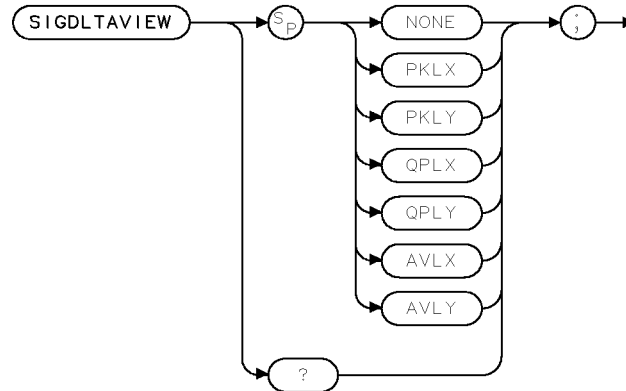 SIGDLTAVIEW SP NONE ;
PKLX
PKLY
QPLX
QPLY
AVLX
AVLY
?